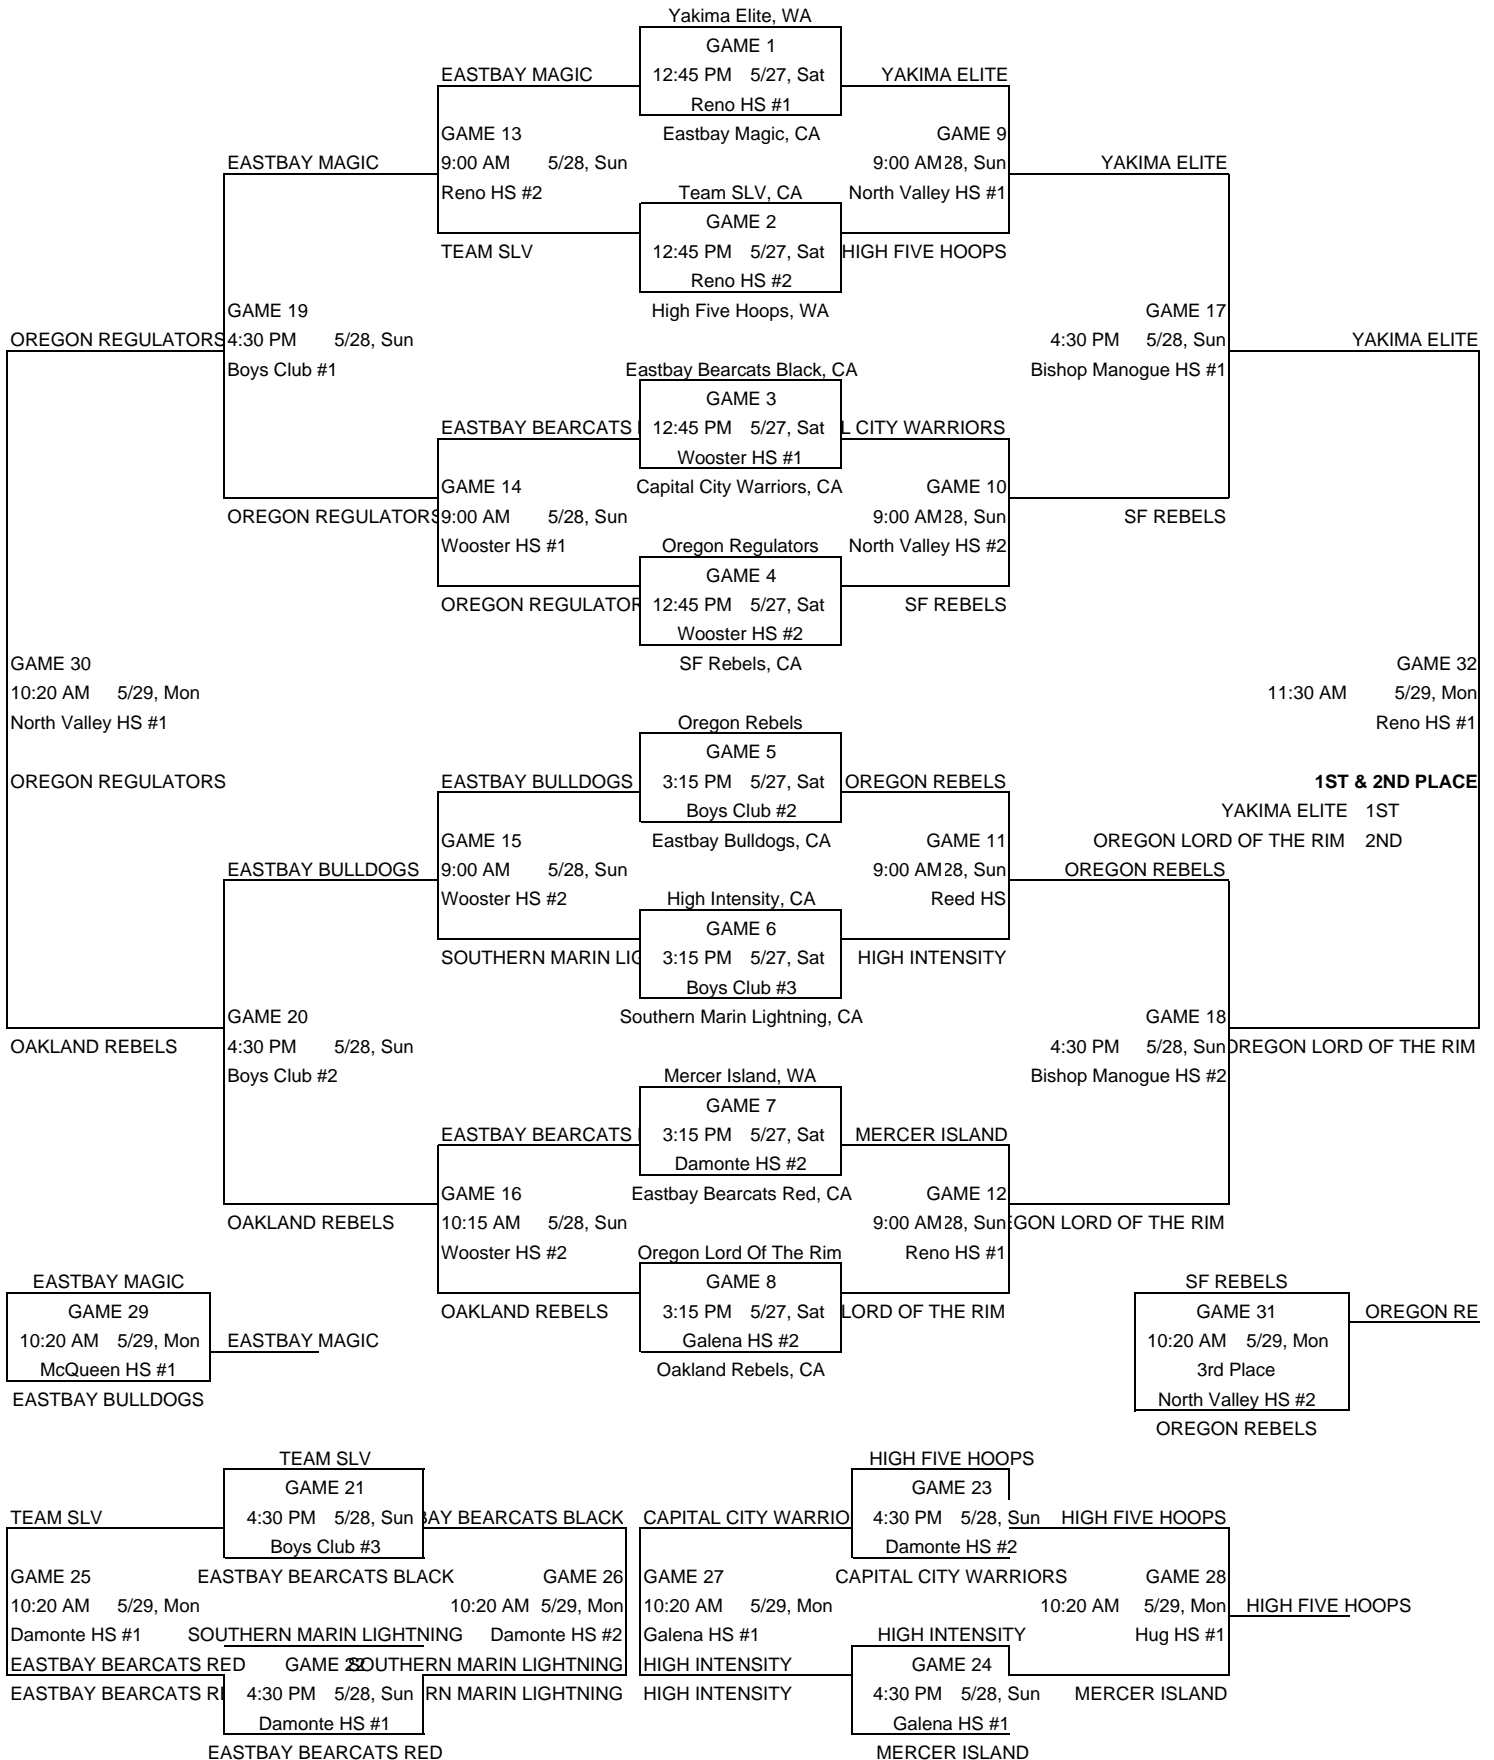 Yakima Elite, WA
GAME 1
EASTBAY MAGIC 12:45 PM 5/27, Sat YAKIMA ELITE
Reno HS #1
GAME 13 Eastbay Magic, CA GAME 9
EASTBAY MAGIC 9:00 AM 5/28, Sun 9:00 AM 28, Sun YAKIMA ELITE
Reno HS #2 Team SLV, CA North Valley HS #1
GAME 2
TEAM SLV 12:45 PM 5/27, Sat HIGH FIVE HOOPS
Reno HS #2
GAME 19 High Five Hoops, WA GAME 17
OREGON REGULATORS 4:30 PM 5/28, Sun 4:30 PM 5/28, Sun YAKIMA ELITE
Boys Club #1 Eastbay Bearcats Black, CA Bishop Manogue HS #1
GAME 3
EASTBAY BEARCATS 12:45 PM 5/27, Sat L CITY WARRIORS
Wooster HS #1
GAME 14 Capital City Warriors, CA GAME 10
OREGON REGULATORS 9:00 AM 5/28, Sun 9:00 AM 28, Sun SF REBELS
Wooster HS #1 Oregon Regulators North Valley HS #2
GAME 4
OREGON REGULATOR 12:45 PM 5/27, Sat SF REBELS
Wooster HS #2
GAME 30 SF Rebels, CA GAME 32
10:20 AM 5/29, Mon 11:30 AM 5/29, Mon
North Valley HS #1 Oregon Rebels Reno HS #1
GAME 5
OREGON REGULATORS EASTBAY BULLDOGS 3:15 PM 5/27, Sat OREGON REBELS 1ST & 2ND PLACE
Boys Club #2 YAKIMA ELITE 1ST
GAME 15 Eastbay Bulldogs, CA GAME 11 OREGON LORD OF THE RIM 2ND
EASTBAY BULLDOGS 9:00 AM 5/28, Sun 9:00 AM 28, Sun OREGON REBELS
Wooster HS #2 High Intensity, CA Reed HS
GAME 6
SOUTHERN MARIN LIG 3:15 PM 5/27, Sat HIGH INTENSITY
Boys Club #3
GAME 20 Southern Marin Lightning, CA GAME 18
OAKLAND REBELS 4:30 PM 5/28, Sun 4:30 PM 5/28, Sun OREGON LORD OF THE RIM
Boys Club #2 Mercer Island, WA Bishop Manogue HS #2
GAME 7
EASTBAY BEARCATS 3:15 PM 5/27, Sat MERCER ISLAND
Damonte HS #2
GAME 16 Eastbay Bearcats Red, CA GAME 12
OAKLAND REBELS 10:15 AM 5/28, Sun 9:00 AM 28, Sun GON LORD OF THE RIM
Wooster HS #2 Oregon Lord Of The Rim Reno HS #1
EASTBAY MAGIC GAME 8 SF REBELS
GAME 29 OAKLAND REBELS 3:15 PM 5/27, Sat LORD OF THE RIM GAME 31 OREGON RE
10:20 AM 5/29, Mon EASTBAY MAGIC Galena HS #2 10:20 AM 5/29, Mon
McQueen HS #1 Oakland Rebels, CA 3rd Place
EASTBAY BULLDOGS North Valley HS #2
OREGON REBELS
TEAM SLV HIGH FIVE HOOPS
GAME 21 GAME 23
TEAM SLV 4:30 PM 5/28, Sun BAY BEARCATS BLACK CAPITAL CITY WARRIO 4:30 PM 5/28, Sun HIGH FIVE HOOPS
Boys Club #3 Damonte HS #2
GAME 25 EASTBAY BEARCATS BLACK GAME 26 GAME 27 CAPITAL CITY WARRIORS GAME 28
10:20 AM 5/29, Mon 10:20 AM 5/29, Mon 10:20 AM 5/29, Mon 10:20 AM 5/29, Mon HIGH FIVE HOOPS
Damonte HS #1 SOUTHERN MARIN LIGHTNING Damonte HS #2 Galena HS #1 HIGH INTENSITY Hug HS #1
EASTBAY BEARCATS RED GAME 22 SOUTHERN MARIN LIGHTNING HIGH INTENSITY GAME 24
EASTBAY BEARCATS RE 4:30 PM 5/28, Sun RN MARIN LIGHTNING HIGH INTENSITY 4:30 PM 5/28, Sun MERCER ISLAND
Damonte HS #1 Galena HS #1
EASTBAY BEARCATS RED MERCER ISLAND